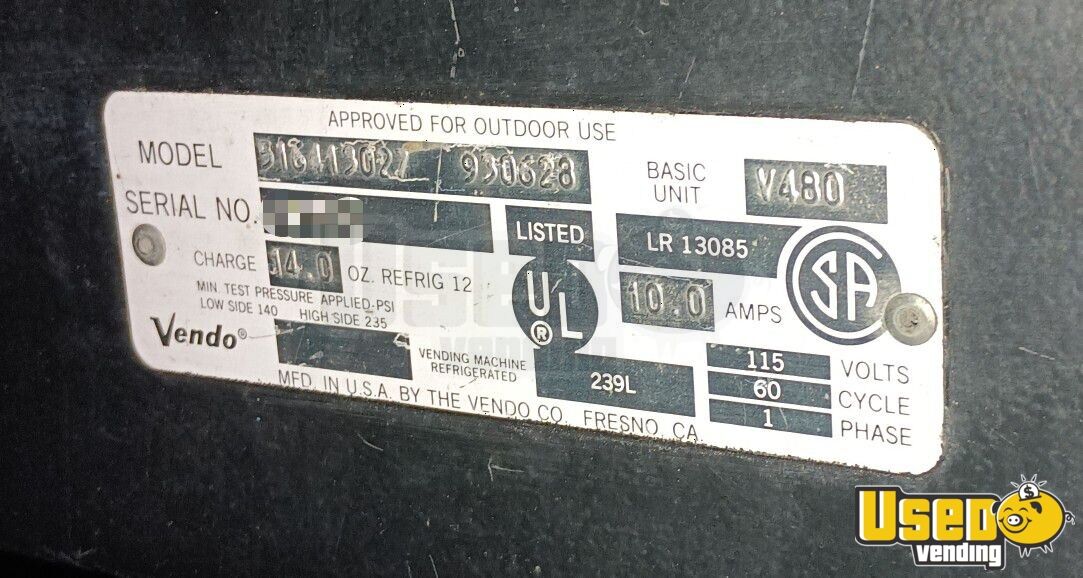 APPROVED FOR OUTDOOR USE
MODEL 930628
BASIC UNIT V480
SERIAL NO.
LISTED
LR 13085
CHARGE 14.0 OZ. REFRIG 12
UL ®
10.0 AMPS
SA
MIN. TEST PRESSURE APPLIED-PSI
LOW SIDE 140 HIGH SIDE 235
Vendo®
VENDING MACHINE
REFRIGERATED
239L
115 VOLTS
60 CYCLE
1 PHASE
MFD. IN U.S.A. BY THE VENDO CO. FRESNO, CA.
USED
vending